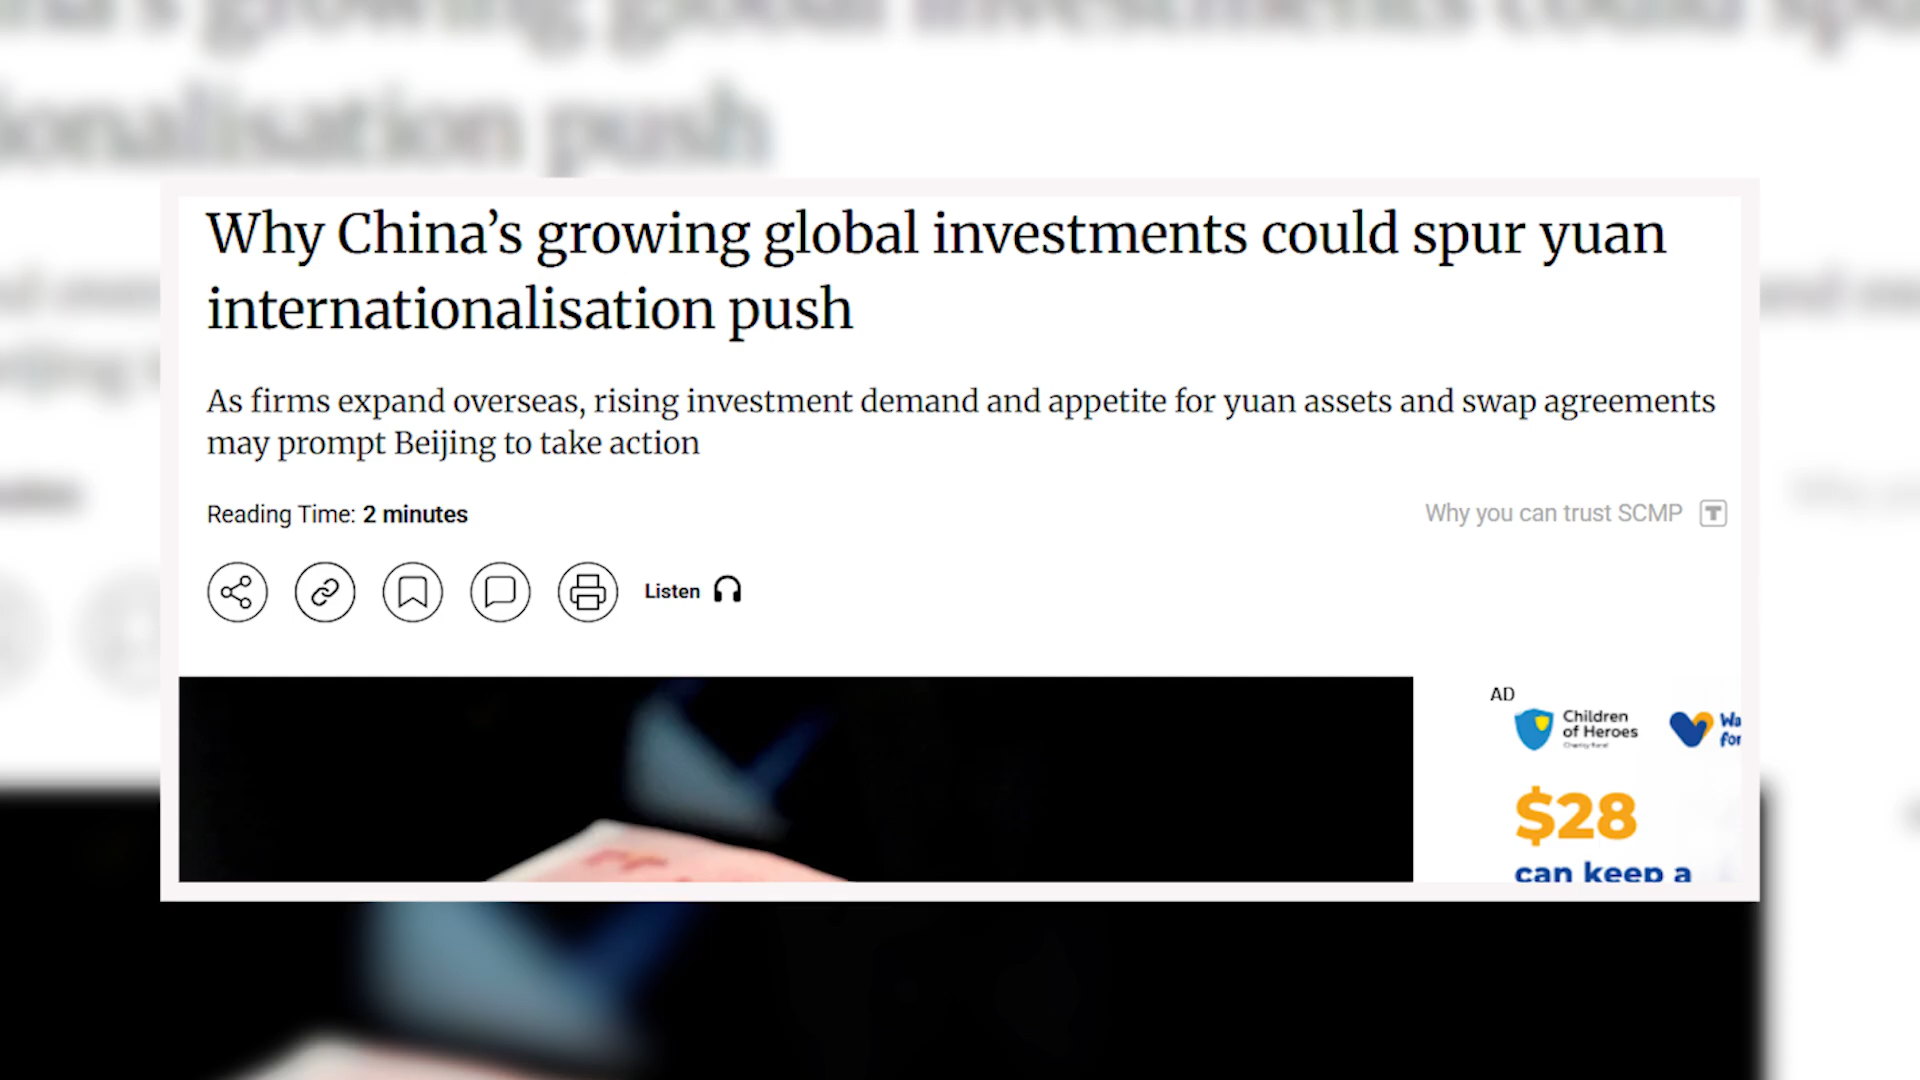 Why China’s growing global investments could spur yuan
internationalisation push
As firms expand overseas, rising investment demand and appetite for yuan assets and swap agreements
may prompt Beijing to take action
Reading Time: 2 minutes
Why you can trust SCMP
Listen
AD
Children
of Heroes
Charity Fund
Wa
for
$28
can keep a